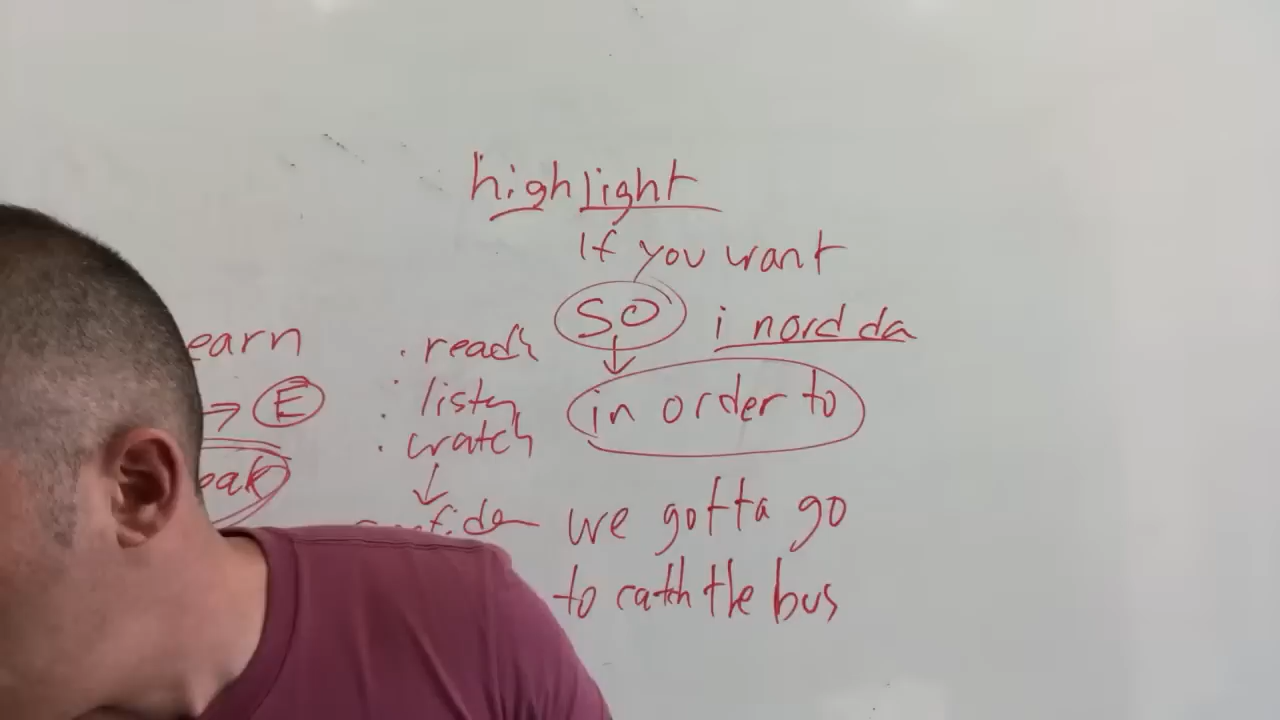 highlight
If you want
SO
i nord da
in order to
we gotta go
to catch the bus
earn
→ E
eak
. read
. listen
. watch